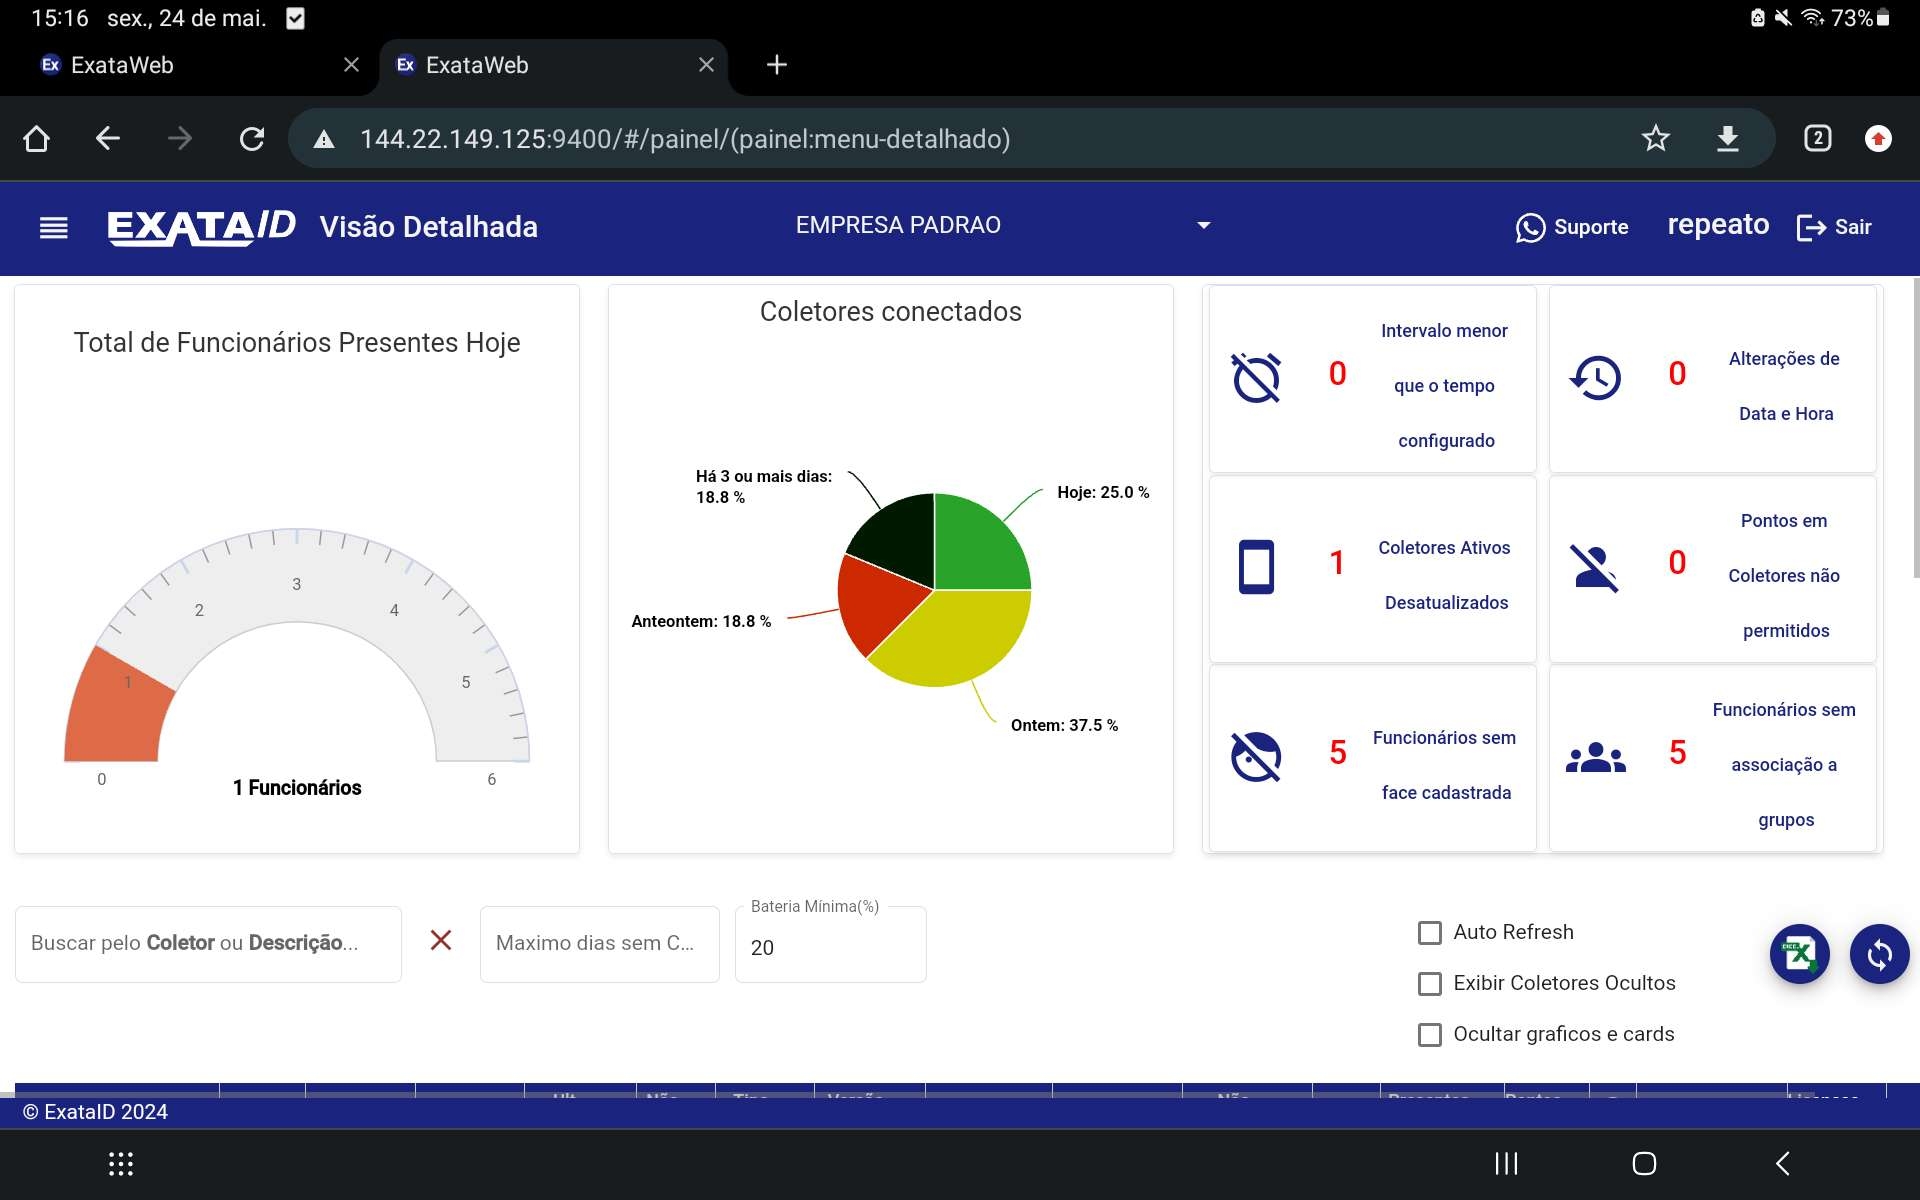 15:16 sex., 24 de mai.
73%
Ex ExataWeb
Ex ExataWeb
144.22.149.125:9400/#/painel/(painel:menu-detalhado)
2
EXATAID Visão Detalhada
EMPRESA PADRAO
Suporte
repeato
Sair
Total de Funcionários Presentes Hoje
0
1
2
3
4
5
6
1 Funcionários
Coletores conectados
Há 3 ou mais dias:
18.8 %
Hoje: 25.0 %
Anteontem: 18.8 %
Ontem: 37.5 %
0
Intervalo menor
que o tempo
configurado
0
Alterações de
Data e Hora
1
Coletores Ativos
Desatualizados
0
Pontos em
Coletores não
permitidos
5
Funcionários sem
face cadastrada
5
Funcionários sem
associação a
grupos
Buscar pelo Coletor ou Descrição...
Maximo dias sem C...
Bateria Mínima(%)
20
Auto Refresh
Exibir Coletores Ocultos
Ocultar graficos e cards
© ExataID 2024